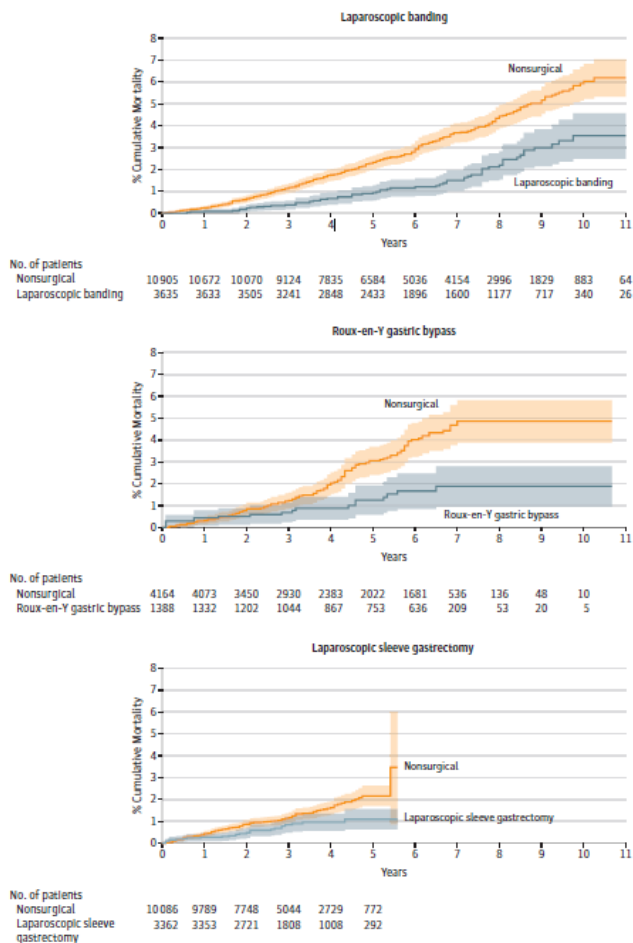 Laparoscopic banding
8
7
6
5
4
3
2
1
0
% Cumulative Mortality
Nonsurgical
Laparoscopic banding
0 1 2 3 4 5 6 7 8 9 10 11
Years
No. of patients
Nonsurgical 10905 10672 10070 9124 7835 6584 5036 4154 2996 1829 883 64
Laparoscopic banding 3635 3633 3505 3241 2848 2433 1896 1600 1177 717 340 26
Roux-en-Y gastric bypass
8
7
6
5
4
3
2
1
0
% Cumulative Mortality
Nonsurgical
Roux-en-Y gastric bypass
0 1 2 3 4 5 6 7 8 9 10 11
Years
No. of patients
Nonsurgical 4164 4073 3450 2930 2383 2022 1681 536 136 48 10
Roux-en-Y gastric bypass 1388 1332 1202 1044 867 753 636 209 53 20 5
Laparoscopic sleeve gastrectomy
8
7
6
5
4
3
2
1
0
% Cumulative Mortality
Nonsurgical
Laparoscopic sleeve gastrectomy
0 1 2 3 4 5 6 7 8 9 10 11
Years
No. of patients
Nonsurgical 10086 9789 7748 5044 2729 772
Laparoscopic sleeve 3362 3353 2721 1808 1008 292
gastrectomy